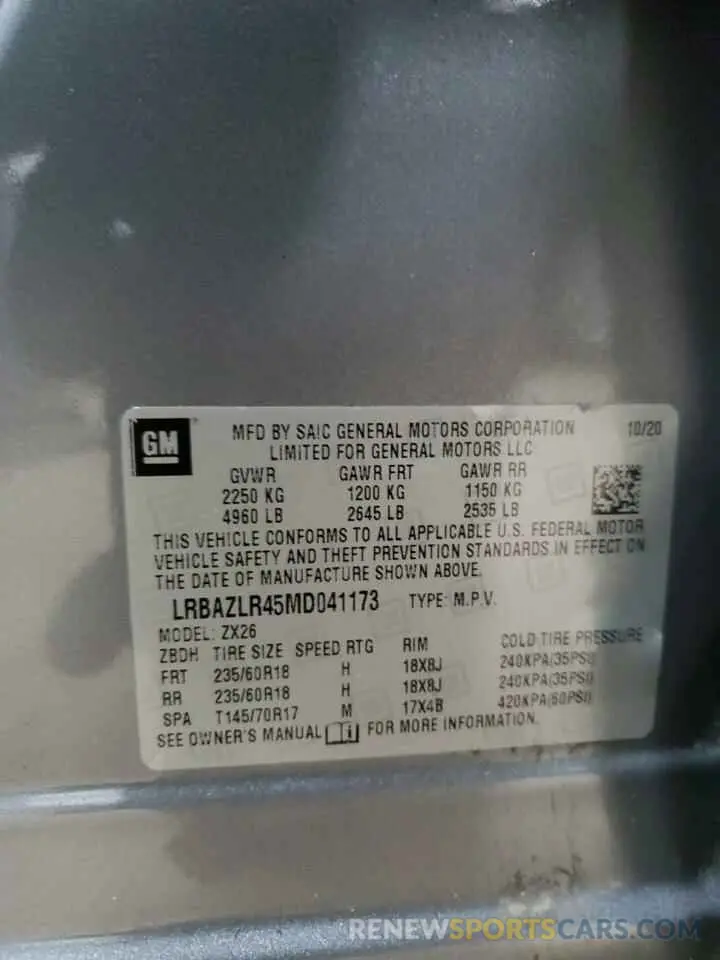 GM
MFD BY SAIC GENERAL MOTORS CORPORATION 10/20
LIMITED FOR GENERAL MOTORS LLC
GVWR GAWR FRT GAWR RR
2250 KG 1200 KG 1150 KG
4960 LB 2645 LB 2535 LB
THIS VEHICLE CONFORMS TO ALL APPLICABLE U.S. FEDERAL MOTOR
VEHICLE SAFETY AND THEFT PREVENTION STANDARDS IN EFFECT ON
THE DATE OF MANUFACTURE SHOWN ABOVE.
LRBAZLR45MD041173 TYPE: M.P.V.
MODEL: ZX26
ZBDH TIRE SIZE SPEED RTG RIM COLD TIRE PRESSURE
FRT 235/60R18 H 18X8J 240KPA(35PSI)
RR 235/60R18 H 18X8J 240KPA(35PSI)
SPA T145/70R17 M 17X4B 420KPA(60PSI)
SEE OWNER'S MANUAL FOR MORE INFORMATION.
RENEWSPORTSCARS.COM